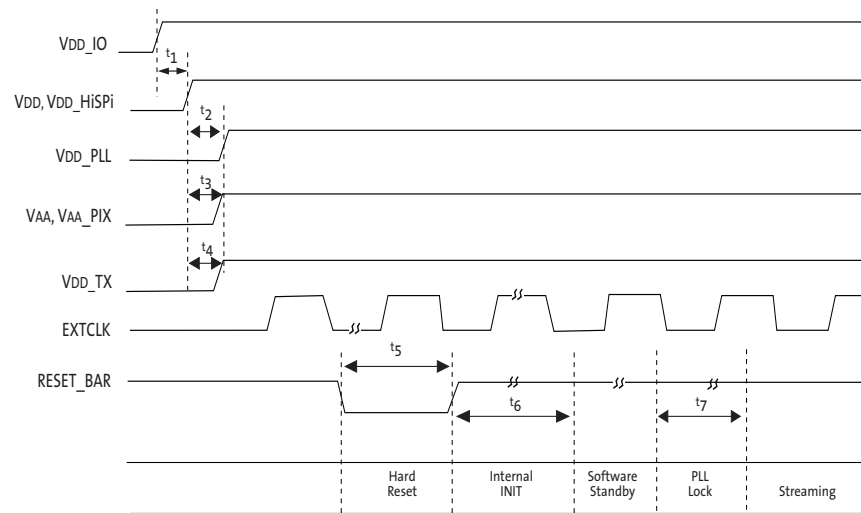 VDD_IO
t1
VDD, VDD_HiSPi
t2
VDD_PLL
t3
VAA, VAA_PIX
t4
VDD_TX
EXTCLK
t5
RESET_BAR
t6
t7
Hard
Reset
Internal
INIT
Software
Standby
PLL
Lock
Streaming